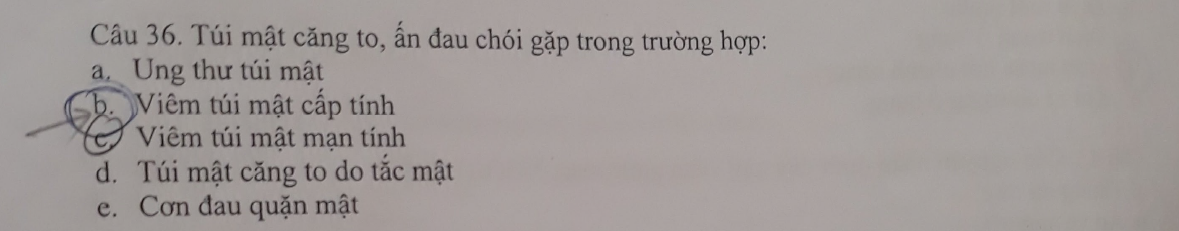 Câu 36. Túi mật căng to, ấn đau chói gặp trong trường hợp:
a. Ung thư túi mật
b. Viêm túi mật cấp tính
c. Viêm túi mật mạn tính
d. Túi mật căng to do tắc mật
e. Cơn đau quặn mật